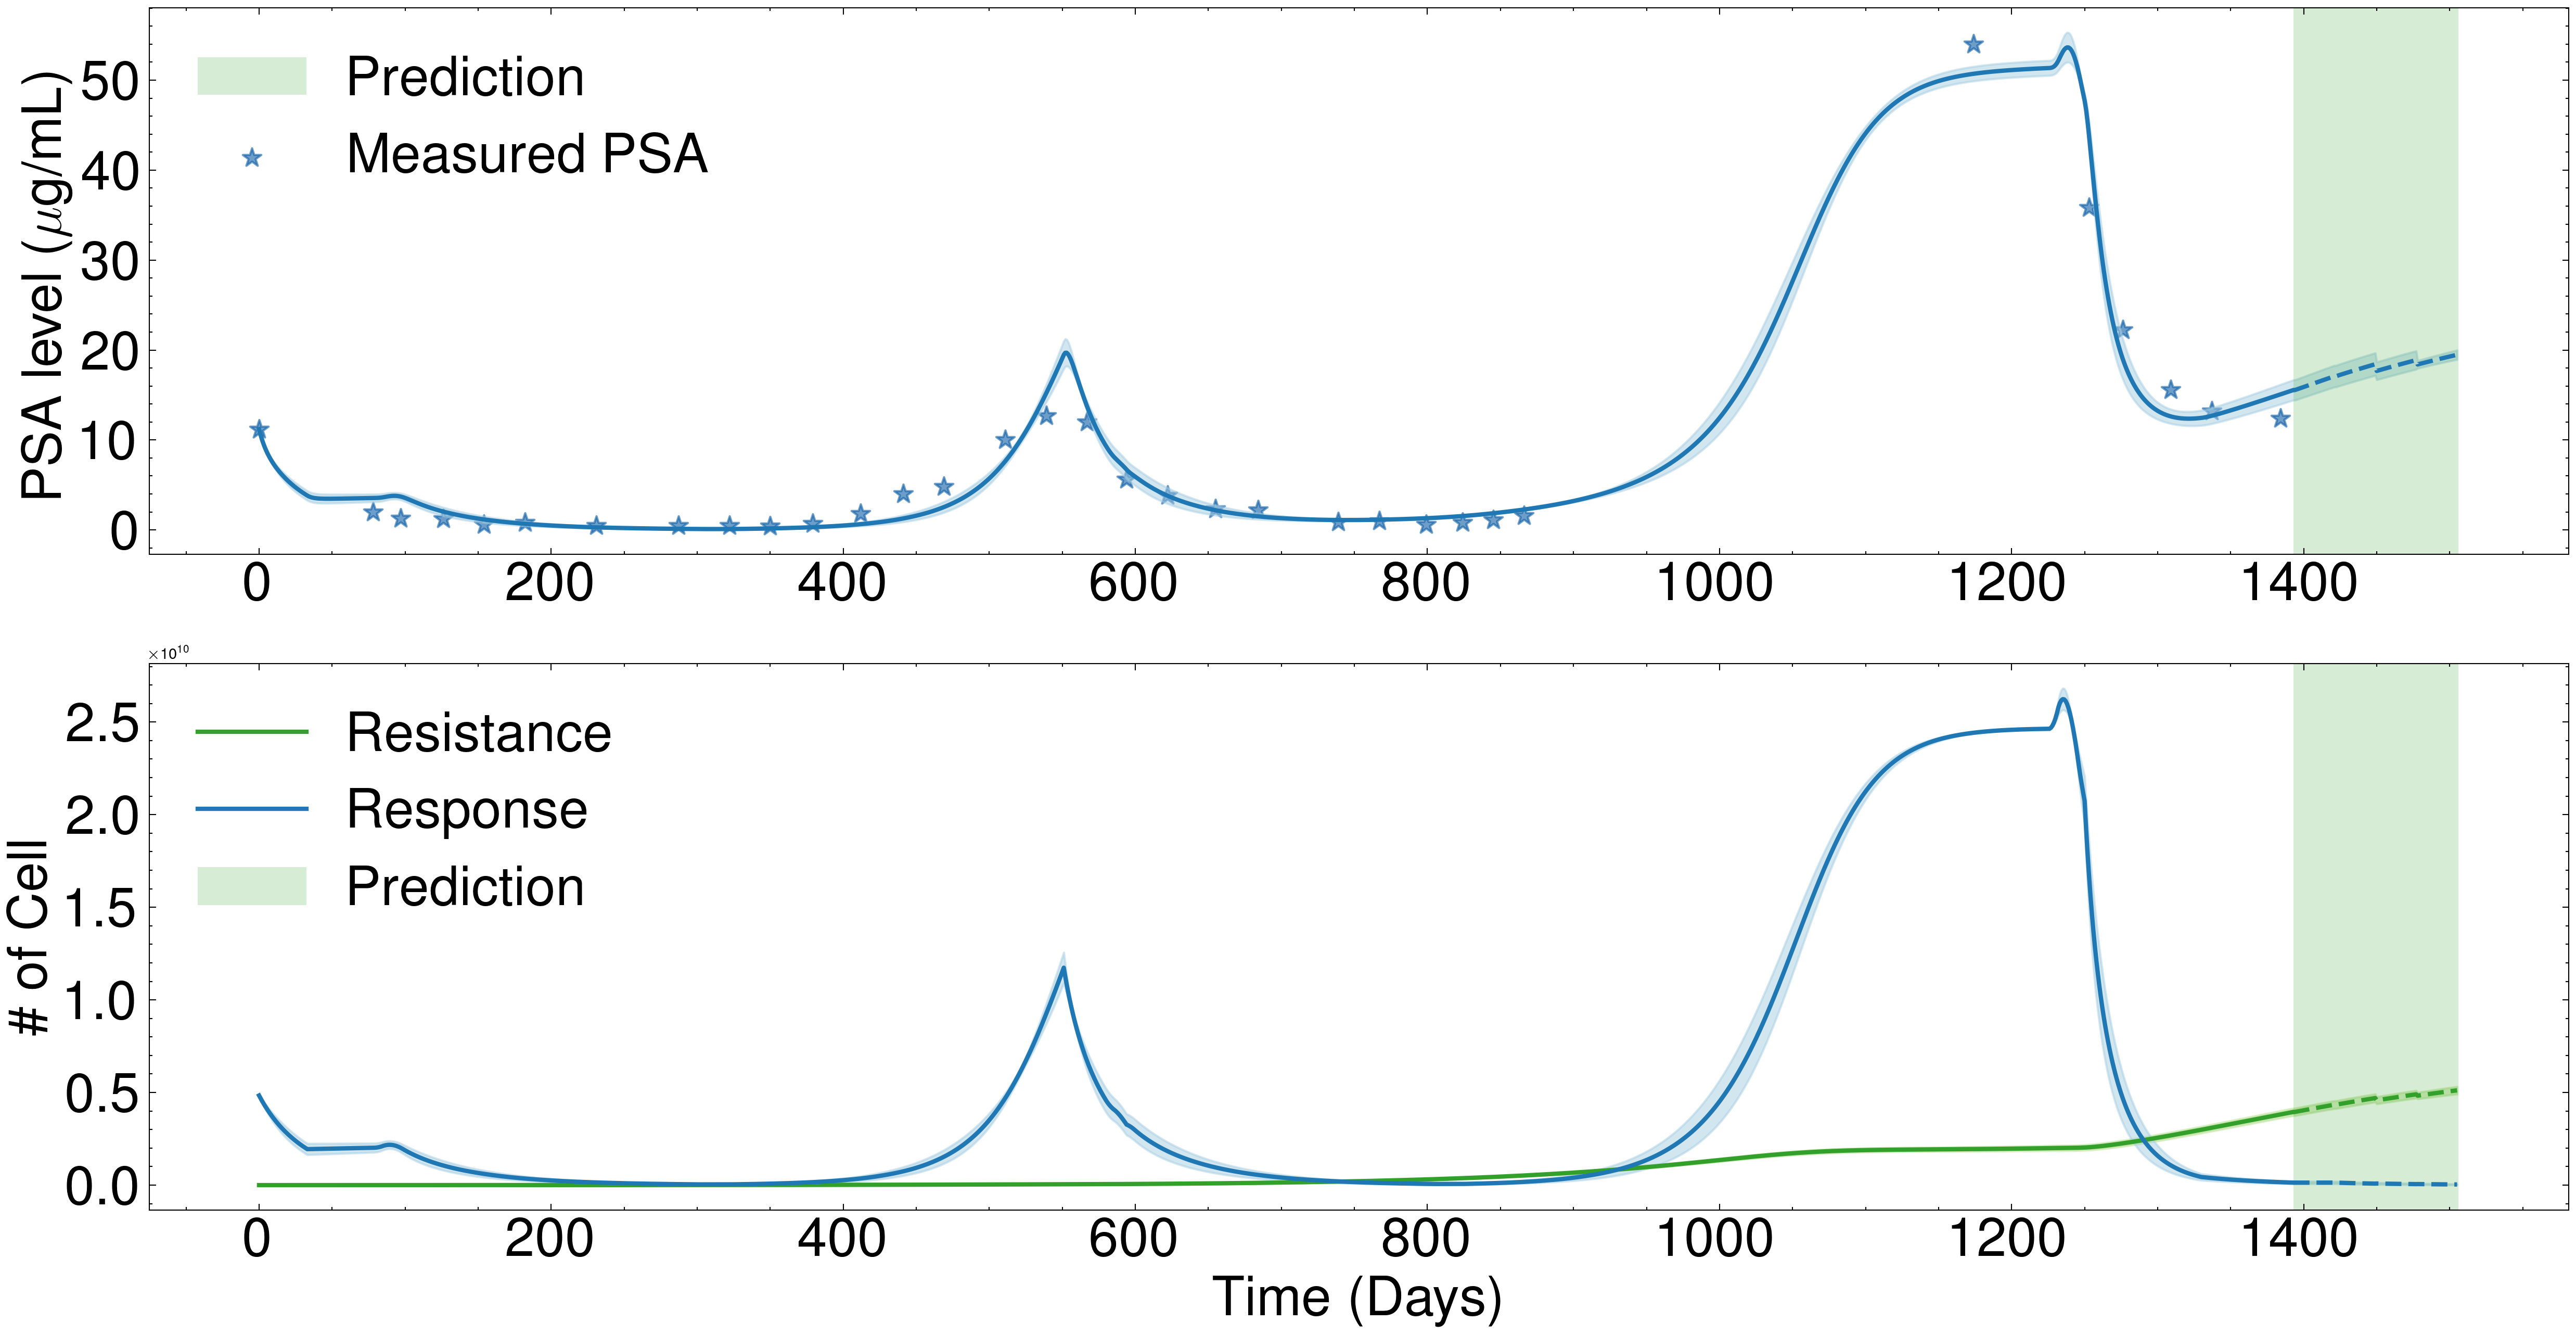 PSA level (μg/mL)
50
40
30
20
10
0
Prediction
Measured PSA
0 200 400 600 800 1000 1200 1400
×10¹⁰
# of Cell
2.5
2.0
1.5
1.0
0.5
0.0
Resistance
Response
Prediction
0 200 400 600 800 1000 1200 1400
Time (Days)